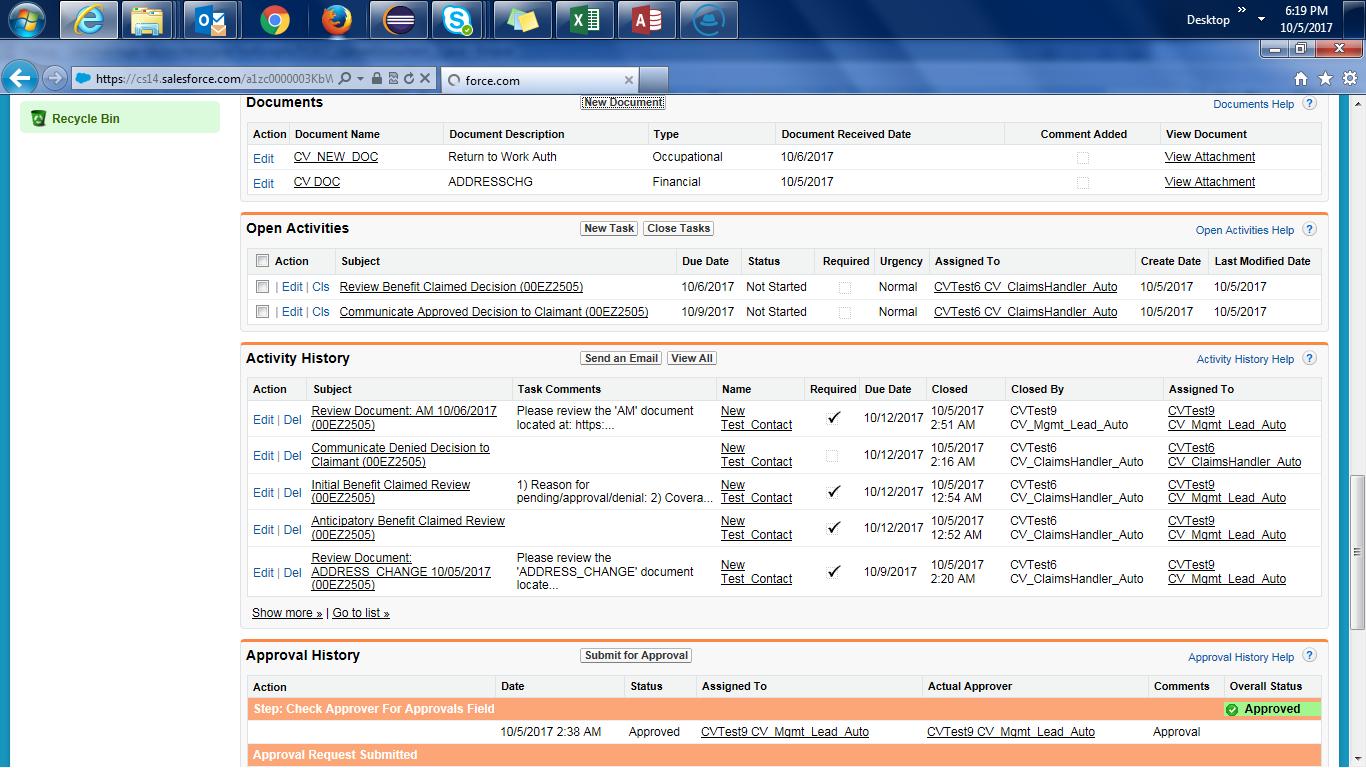 Desktop
»
6:19 PM
10/5/2017
https://cs14.salesforce.com/a1zc0000003KbV
force.com
Recycle Bin
Documents New Document Documents Help ?
Action Document Name Document Description Type Document Received Date Comment Added View Document
Edit CV_NEW_DOC Return to Work Auth Occupational 10/6/2017 View Attachment
Edit CV DOC ADDRESSCHG Financial 10/5/2017 View Attachment
Open Activities New Task Close Tasks Open Activities Help ?
Action Subject Due Date Status Required Urgency Assigned To Create Date Last Modified Date
| Edit | Cls Review Benefit Claimed Decision (00EZ2505) 10/6/2017 Not Started Normal CVTest6 CV_ClaimsHandler_Auto 10/5/2017 10/5/2017
| Edit | Cls Communicate Approved Decision to Claimant (00EZ2505) 10/9/2017 Not Started Normal CVTest6 CV_ClaimsHandler_Auto 10/5/2017 10/5/2017
Activity History Send an Email View All Activity History Help ?
Action Subject Task Comments Name Required Due Date Closed Closed By Assigned To
Review Document: AM 10/06/2017 Please review the 'AM' document New 10/5/2017 CVTest9 CVTest9
Edit | Del 10/12/2017
(00EZ2505) located at: https:... Test_Contact 2:51 AM CV_Mgmt_Lead_Auto CV_Mgmt_Lead_Auto
Communicate Denied Decision to New 10/5/2017 CVTest6 CVTest6
Edit | Del 10/12/2017
Claimant (00EZ2505) Test_Contact 2:16 AM CV_ClaimsHandler_Auto CV_ClaimsHandler_Auto
Initial Benefit Claimed Review 1) Reason for New 10/5/2017 CVTest6 CVTest9
Edit | Del 10/12/2017
(00EZ2505) pending/approval/denial: 2) Covera... Test_Contact 12:54 AM CV_ClaimsHandler_Auto CV_Mgmt_Lead_Auto
Anticipatory Benefit Claimed Review New 10/5/2017 CVTest6 CVTest9
Edit | Del 10/12/2017
(00EZ2505) Test_Contact 12:52 AM CV_ClaimsHandler_Auto CV_Mgmt_Lead_Auto
Review Document: Please review the New 10/5/2017 CVTest6 CVTest9
Edit | Del ADDRESS_CHANGE 10/05/2017 'ADDRESS_CHANGE' document 10/9/2017
(00EZ2505) locate... Test_Contact 2:20 AM CV_ClaimsHandler_Auto CV_Mgmt_Lead_Auto
Show more » | Go to list »
Approval History Submit for Approval Approval History Help ?
Action Date Status Assigned To Actual Approver Comments Overall Status
Step: Check Approver For Approvals Field Approved
10/5/2017 2:38 AM Approved CVTest9 CV_Mgmt_Lead_Auto CVTest9 CV_Mgmt_Lead_Auto Approval
Approval Request Submitted